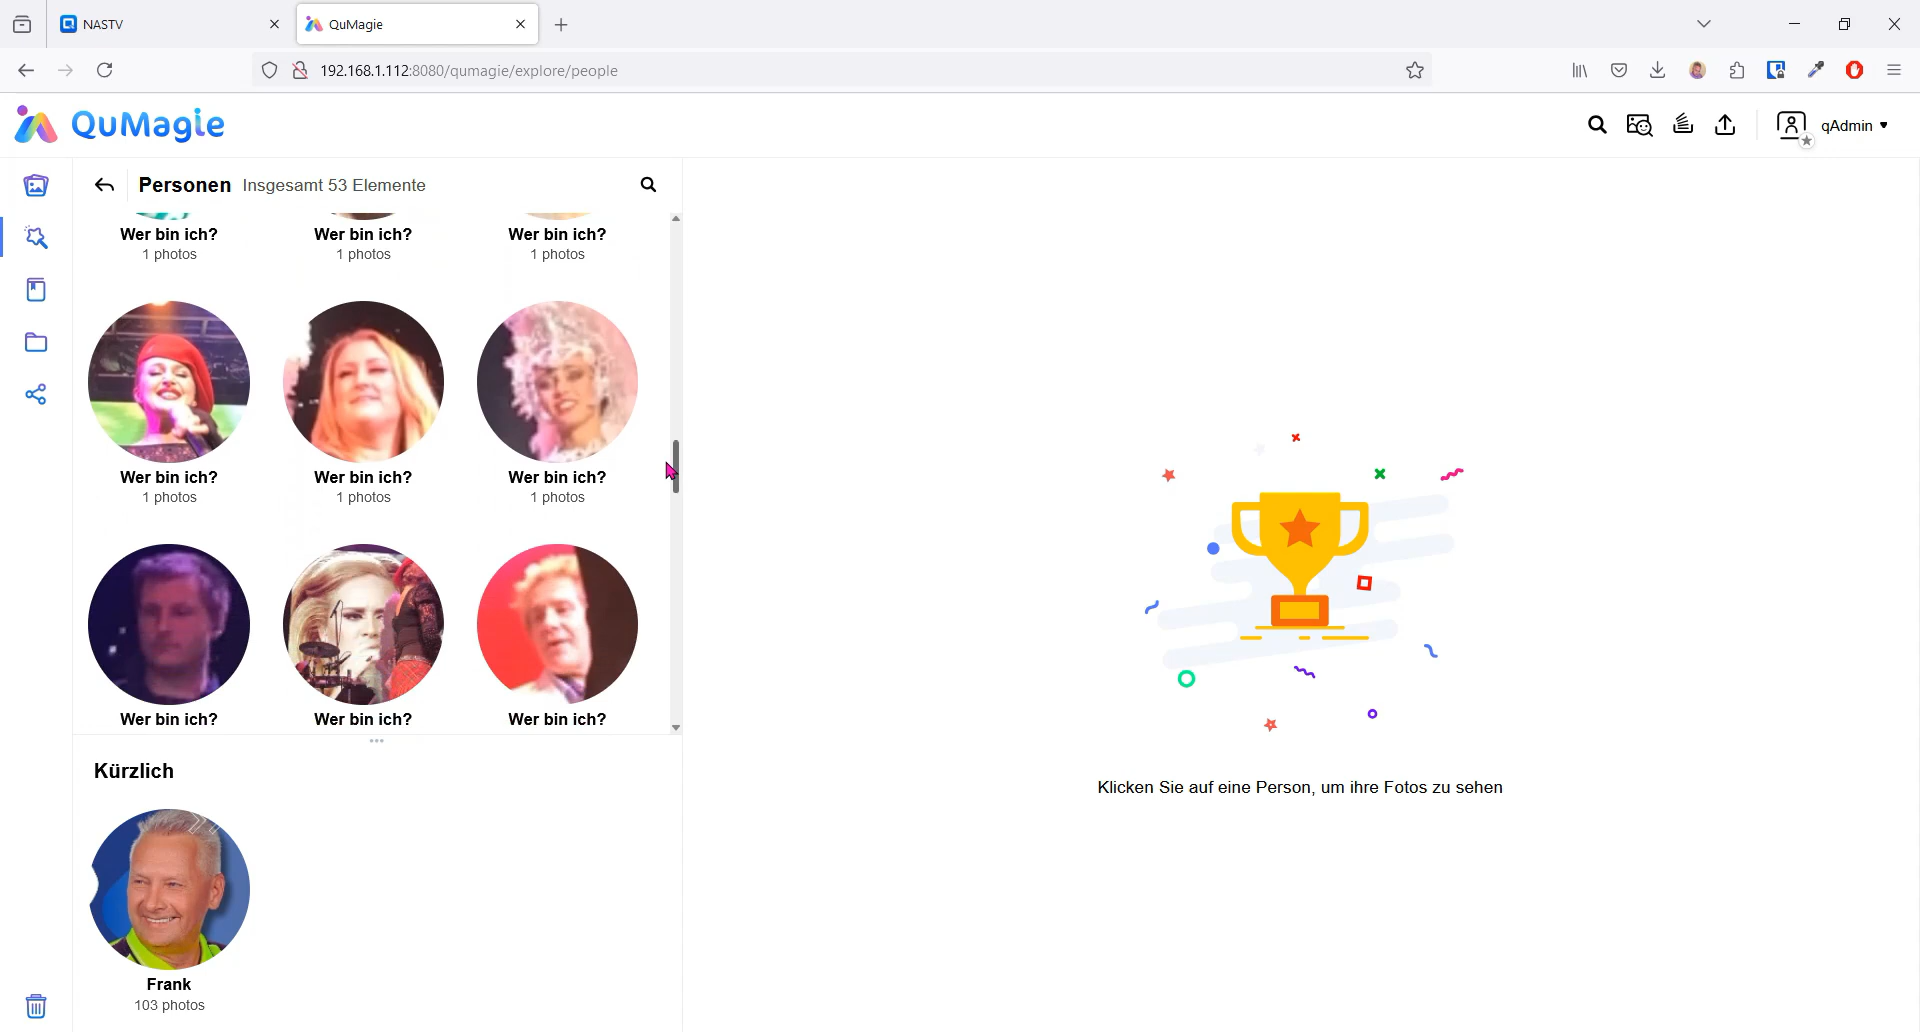 NASTV
QuMagie
192.168.1.112:8080/qumagie/explore/people
QuMagie
qAdmin
Personen Insgesamt 53 Elemente
Wer bin ich? Wer bin ich? Wer bin ich?
1 photos 1 photos 1 photos
Wer bin ich? Wer bin ich? Wer bin ich?
1 photos 1 photos 1 photos
Wer bin ich? Wer bin ich? Wer bin ich?
Kürzlich
Frank
103 photos
Klicken Sie auf eine Person, um ihre Fotos zu sehen